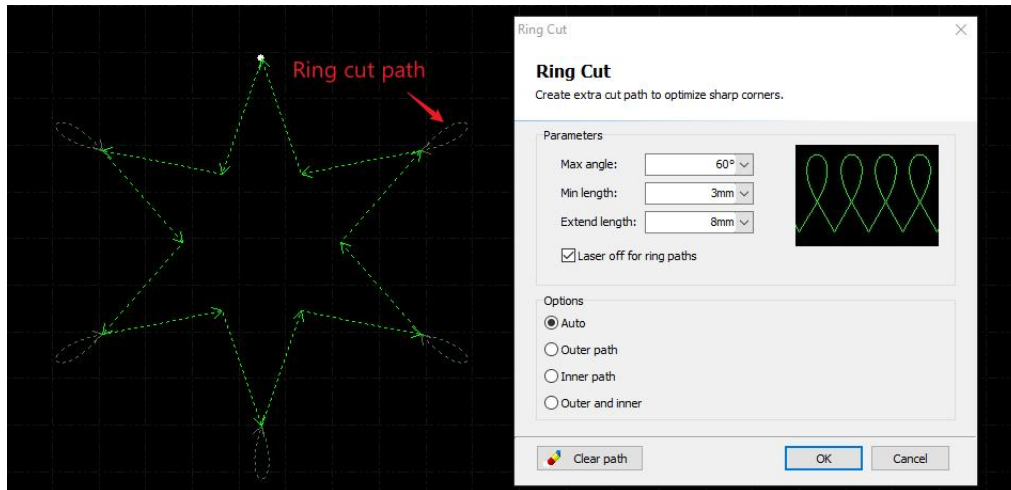 Ring cut path
Ring Cut
Ring Cut
Create extra cut path to optimize sharp corners.
Parameters
Max angle: 60°
Min length: 3mm
Extend length: 8mm
Laser off for ring paths
Options
Auto
Outer path
Inner path
Outer and inner
Clear path OK Cancel